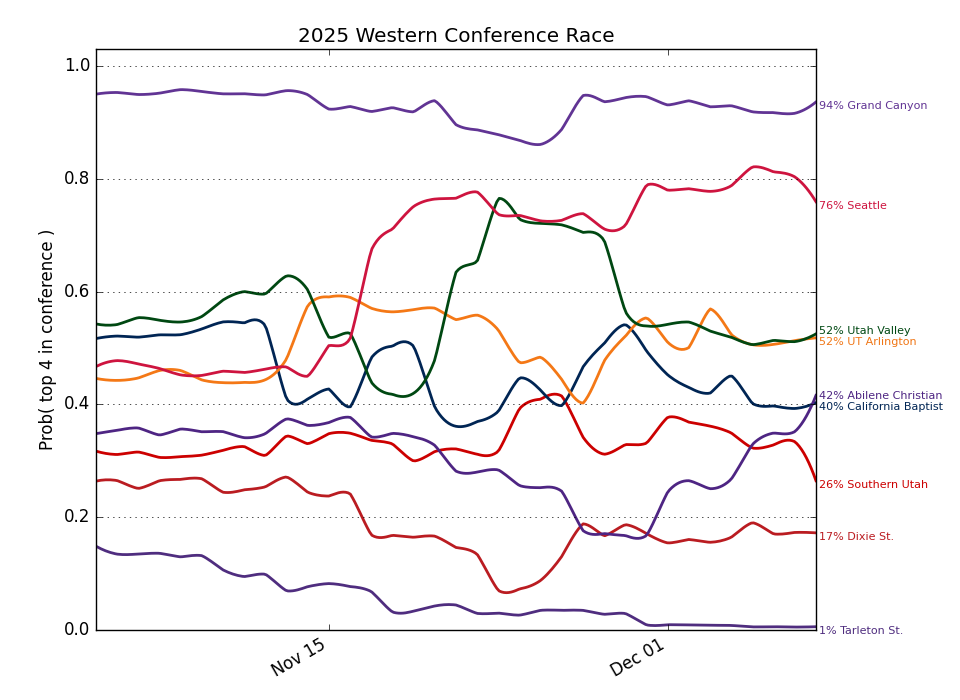 2025 Western Conference Race
Prob( top 4 in conference )
1.0
0.8
0.6
0.4
0.2
0.0
Nov 15
Dec 01
94% Grand Canyon
76% Seattle
52% Utah Valley
52% UT Arlington
42% Abilene Christian
40% California Baptist
26% Southern Utah
17% Dixie St.
1% Tarleton St.